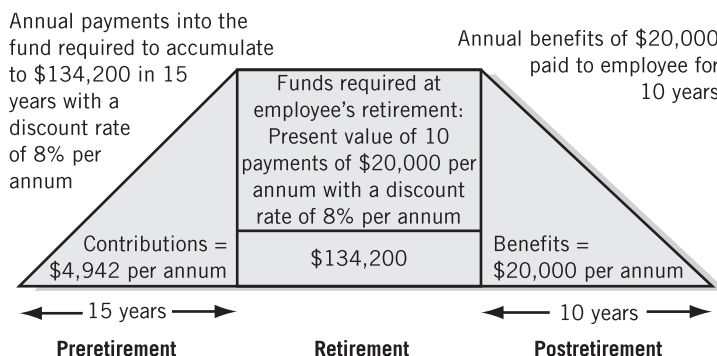 Annual payments into the
fund required to accumulate
to $134,200 in 15
years with a
discount rate
of 8% per
annum
Annual benefits of $20,000
paid to employee for
10 years
Funds required at
employee's retirement:
Present value of 10
payments of $20,000 per
annum with a discount
rate of 8% per annum
Contributions =
$4,942 per annum
$134,200
Benefits =
$20,000 per annum
15 years
10 years
Preretirement
Retirement
Postretirement